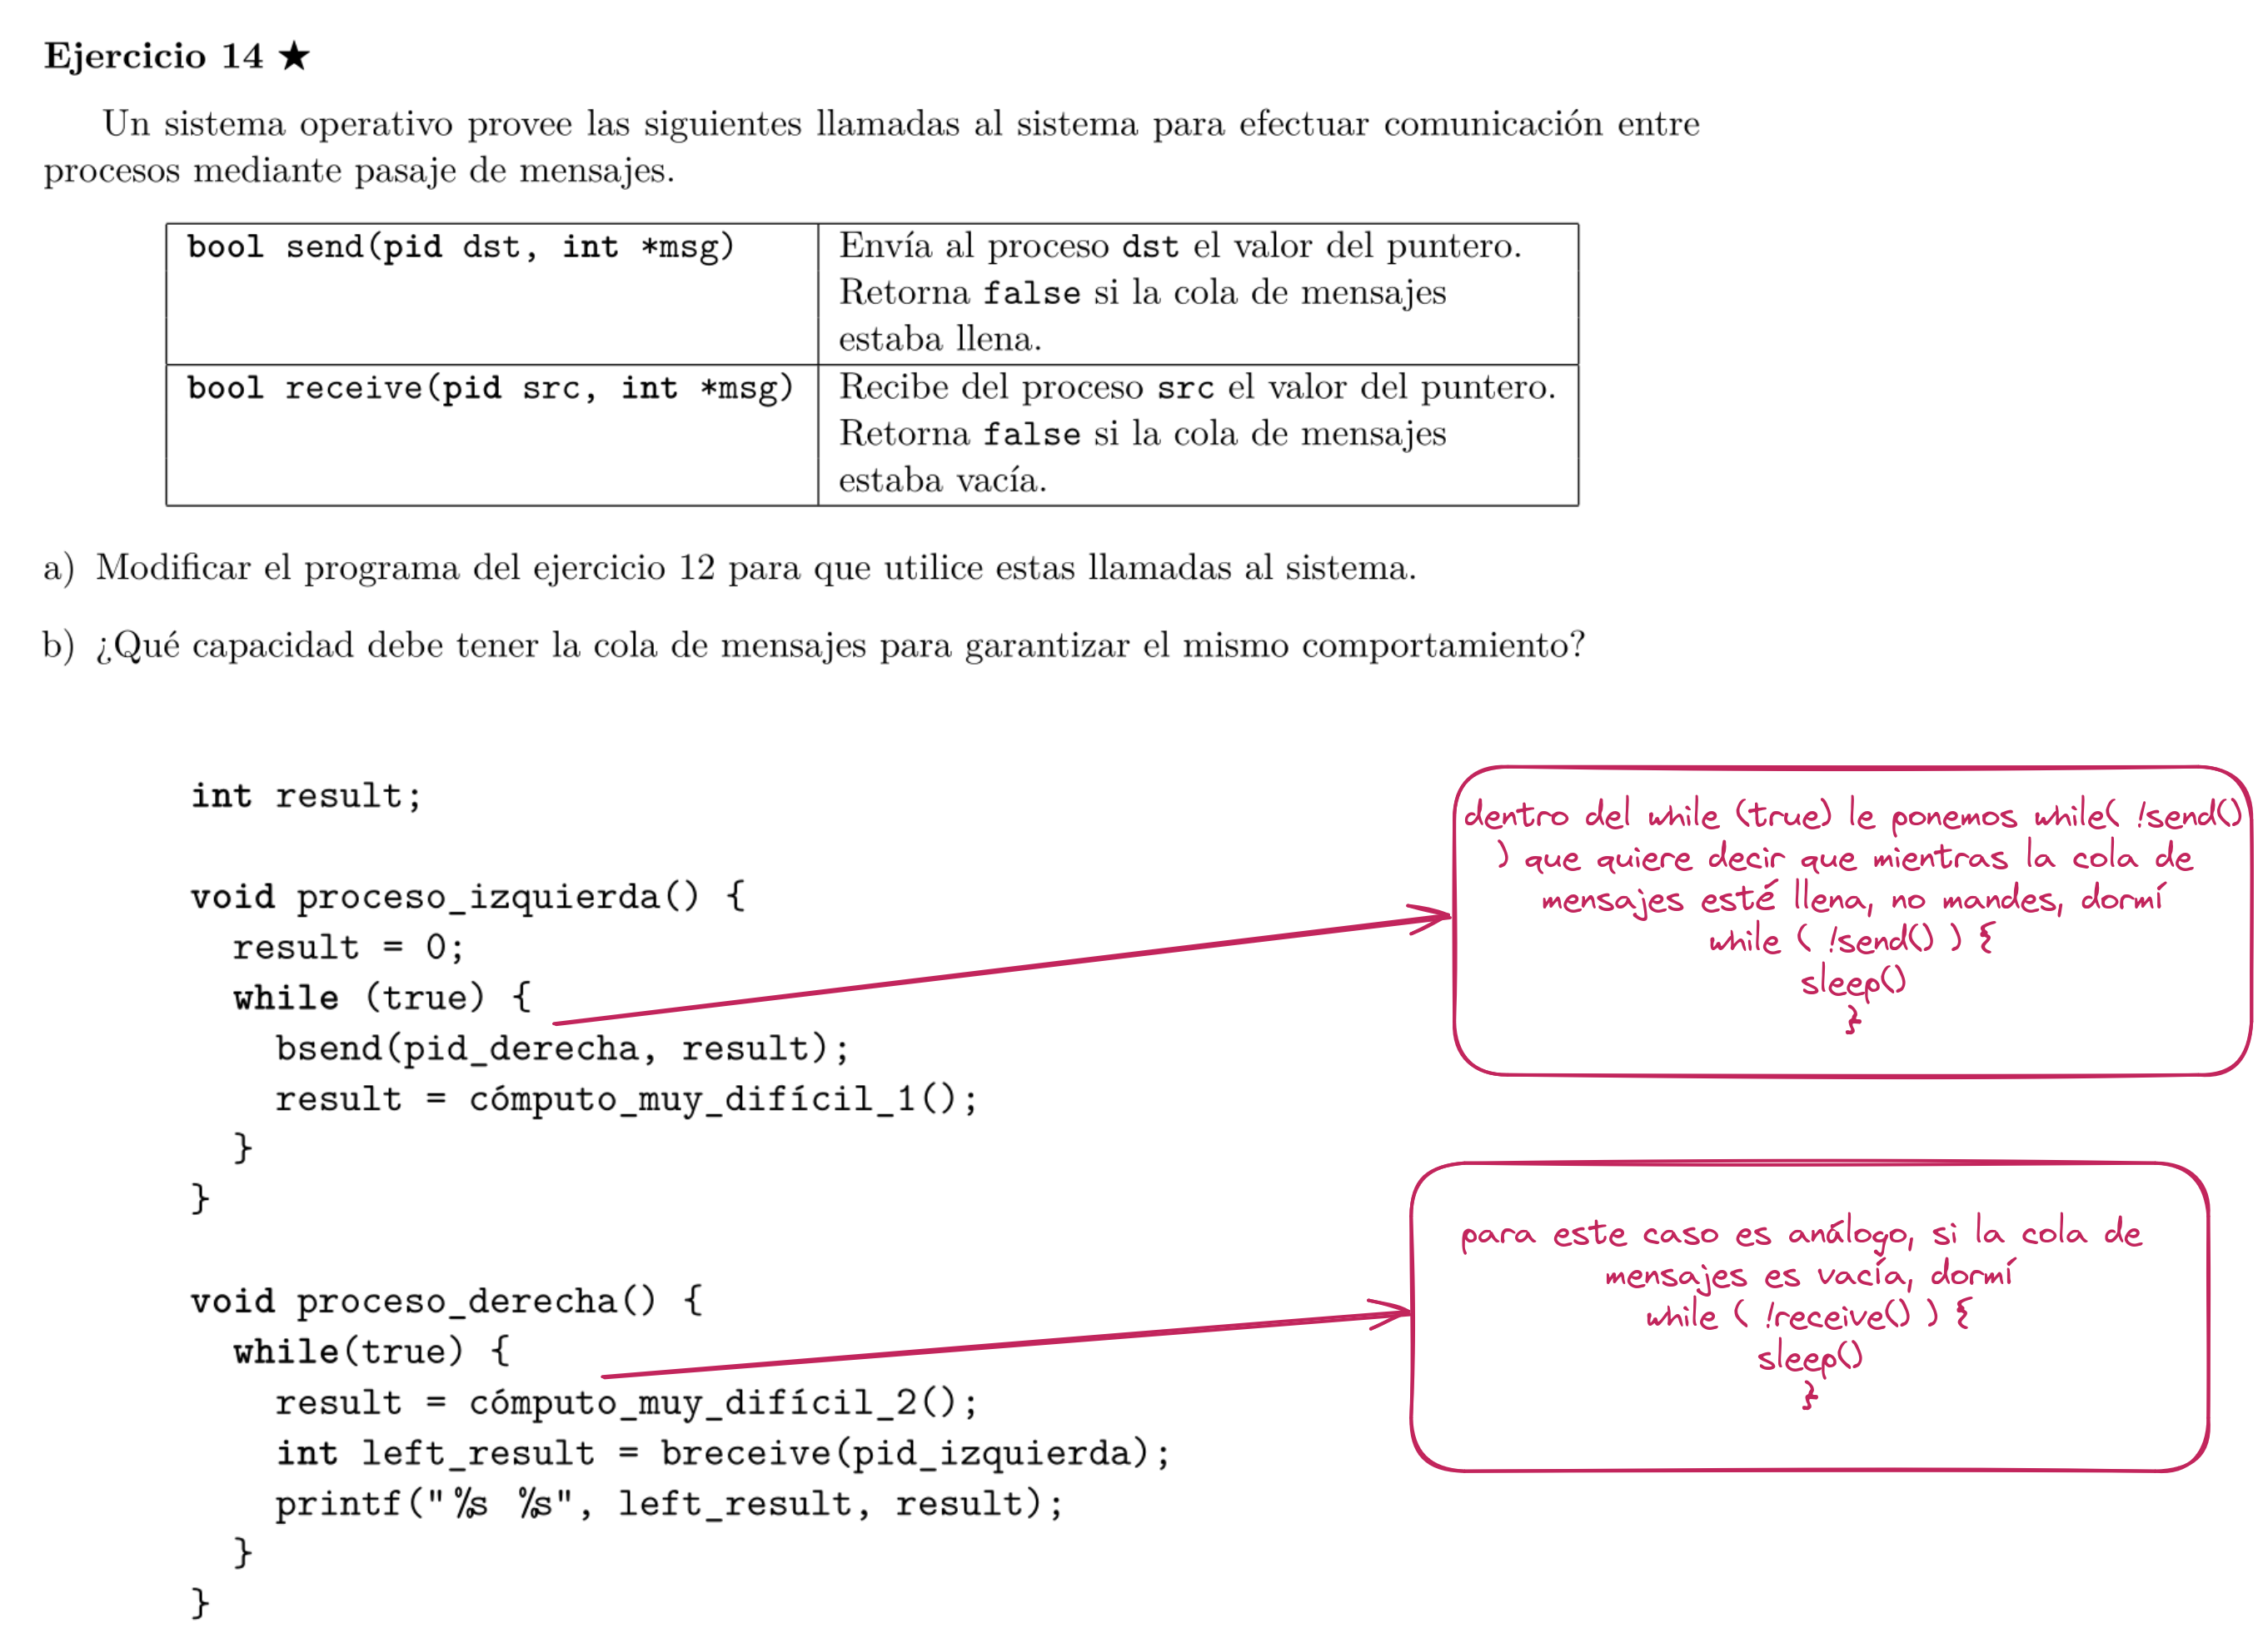 Ejercicio 14 ★
Un sistema operativo provee las siguientes llamadas al sistema para efectuar comunicación entre
procesos mediante pasaje de mensajes.
bool send(pid dst, int *msg)
Envía al proceso dst el valor del puntero.
Retorna false si la cola de mensajes
estaba llena.
bool receive(pid src, int *msg)
Recibe del proceso src el valor del puntero.
Retorna false si la cola de mensajes
estaba vacía.
a) Modificar el programa del ejercicio 12 para que utilice estas llamadas al sistema.
b) ¿Qué capacidad debe tener la cola de mensajes para garantizar el mismo comportamiento?
int result;
void proceso_izquierda() {
result = 0;
while (true) {
bsend(pid_derecha, result);
result = cómputo_muy_difícil_1();
}
}
dentro del while (true) le ponemos while( !send()
) que quiere decir que mientras la cola de
mensajes esté llena, no mandes, dormí
while ( !send() ) {
sleep()
}
void proceso_derecha() {
while(true) {
result = cómputo_muy_difícil_2();
int left_result = breceive(pid_izquierda);
printf("%s %s", left_result, result);
}
}
para este caso es análogo, si la cola de
mensajes es vacía, dormí
while ( !receive() ) {
sleep()
}